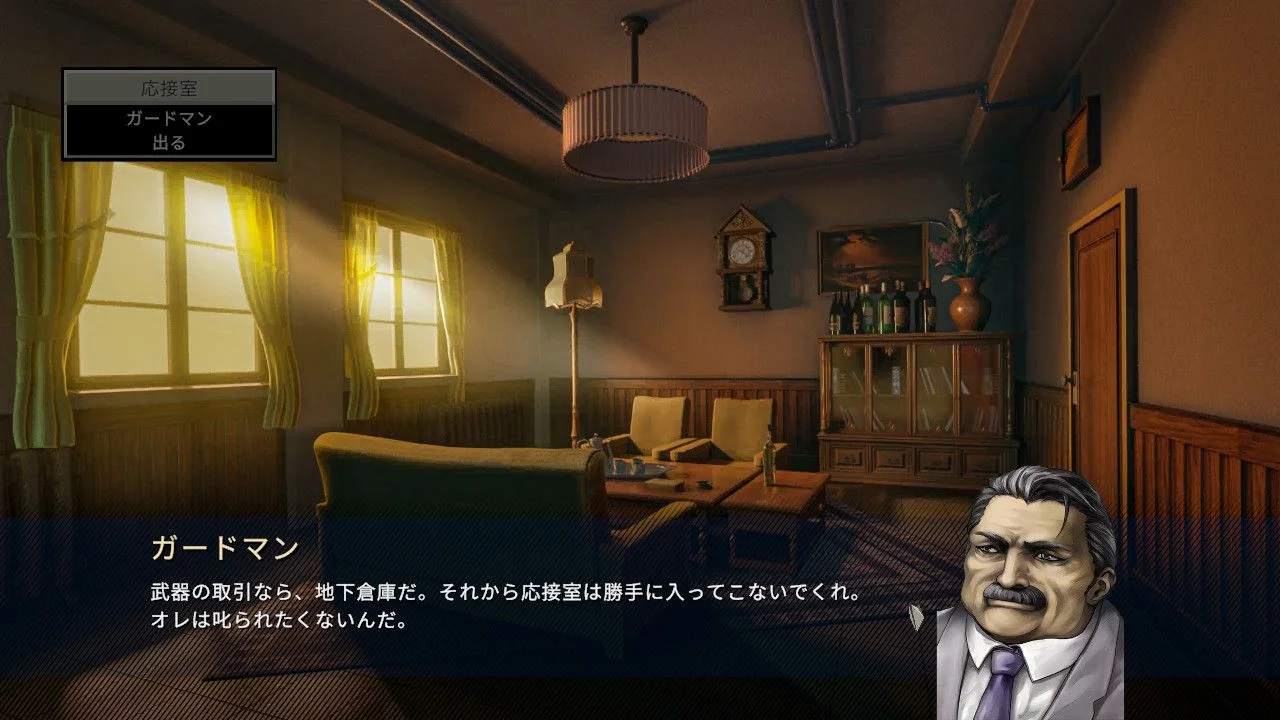 応接室
ガードマン
出る
ガードマン
武器の取引なら、地下倉庫だ。それから応接室は勝手に入ってこないでくれ。
オレは叱られたくないんだ。